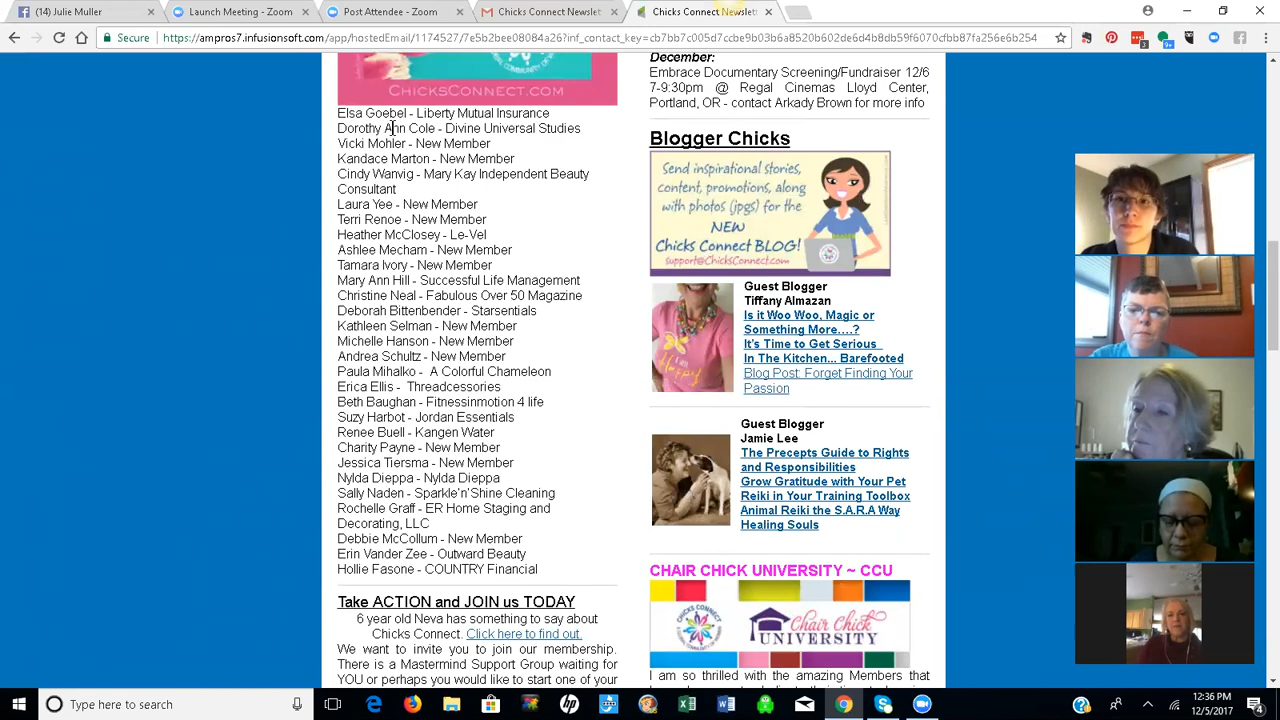 (4) Julie Muller
Launch Meeting - Zoom
Post Attendee - Zoom
Chicks Connect Newslet
Chicks Connect Newslett
Secure
https://ampros7.infusionsoft.com/app/hostedEmail/1174527/7e5b2bee08084a26?inf_contact_key=cb7bb7c005d7ccbe9b03b6a8520b602de6d4b8db59f6070cfbfb87fa256e6b254
CHICKSCONNECT.COM
Elsa Goebel - Liberty Mutual Insurance
Dorothy Ann Cole - Divine Universal Studies
Vicki Mohler - New Member
Kandace Marton - New Member
Cindy Wanvig - Mary Kay Independent Beauty
Consultant
Laura Yee - New Member
Terri Renoe - New Member
Heather McClosey - Le-Vel
Ashlee Mecham - New Member
Tamara Ivory - New Member
Mary Ann Hill - Successful Life Management
Christine Neal - Fabulous Over 50 Magazine
Deborah Bittenbender - Starsentials
Kathleen Selman - New Member
Michelle Hanson - New Member
Andrea Schultz - New Member
Paula Mihalko - A Colorful Chameleon
Erica Ellis - Threadcessories
Beth Baughan - Fitnessinmotion 4 life
Suzy Harbot - Jordan Essentials
Renee Buell - Kangen Water
Charity Payne - New Member
Jessica Tiersma - New Member
Nylda Dieppa - Nylda Dieppa
Sally Naden - Sparkle'n'Shine Cleaning
Rochelle Graff - ER Home Staging and
Decorating, LLC
Debbie McCollum - New Member
Erin Vander Zee - Outward Beauty
Hollie Fasone - COUNTRY Financial
Take ACTION and JOIN us TODAY
6 year old Neva has something to say about
Chicks Connect. Click here to find out.
We want to invite you to join our membership.
There is a Mastermind Support Group waiting for
YOU or perhaps you would like to start one of your
December:
Embrace Documentary Screening/Fundraiser 12/6
7-9:30pm @ Regal Cinemas Lloyd Center,
Portland, OR - contact Arkady Brown for more info
Blogger Chicks
Send inspirational stories,
content, promotions, along
with photos (jpgs) for the
NEW
Chicks Connect BLOG!
support@ChicksConnect.com
Guest Blogger
Tiffany Almazan
Is it Woo Woo, Magic or
Something More....?
It's Time to Get Serious
In The Kitchen... Barefooted
Blog Post: Forget Finding Your
Passion
Guest Blogger
Jamie Lee
The Precepts Guide to Rights
and Responsibilities
Grow Gratitude with Your Pet
Reiki in Your Training Toolbox
Animal Reiki the S.A.R.A Way
Healing Souls
CHAIR CHICK UNIVERSITY ~ CCU
CHICKS CONNECT
Chair Chick
UNIVERSITY
I am so thrilled with the amazing Members that
Type here to search
12:36 PM
12/5/2017